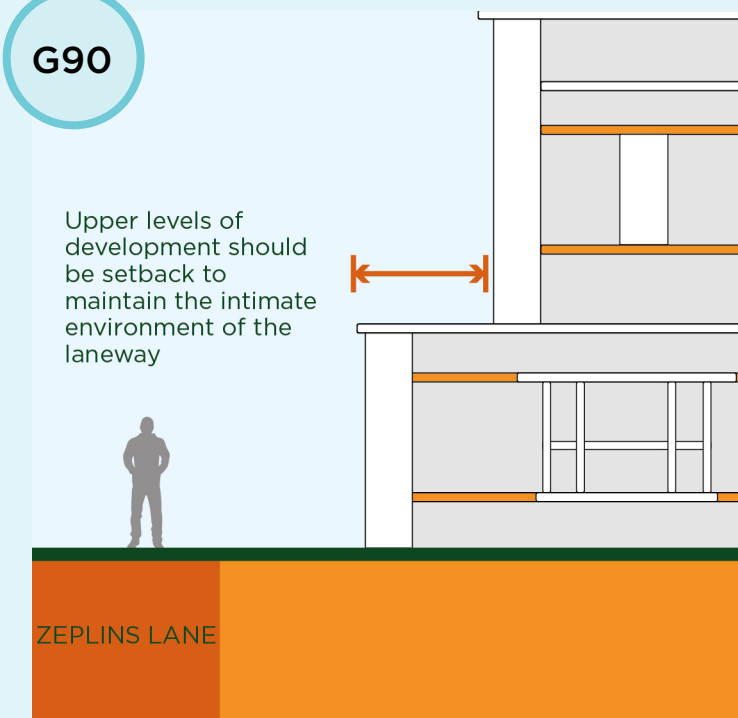 G90
Upper levels of
development should
be setback to
maintain the intimate
environment of the
laneway
ZEPLINS LANE